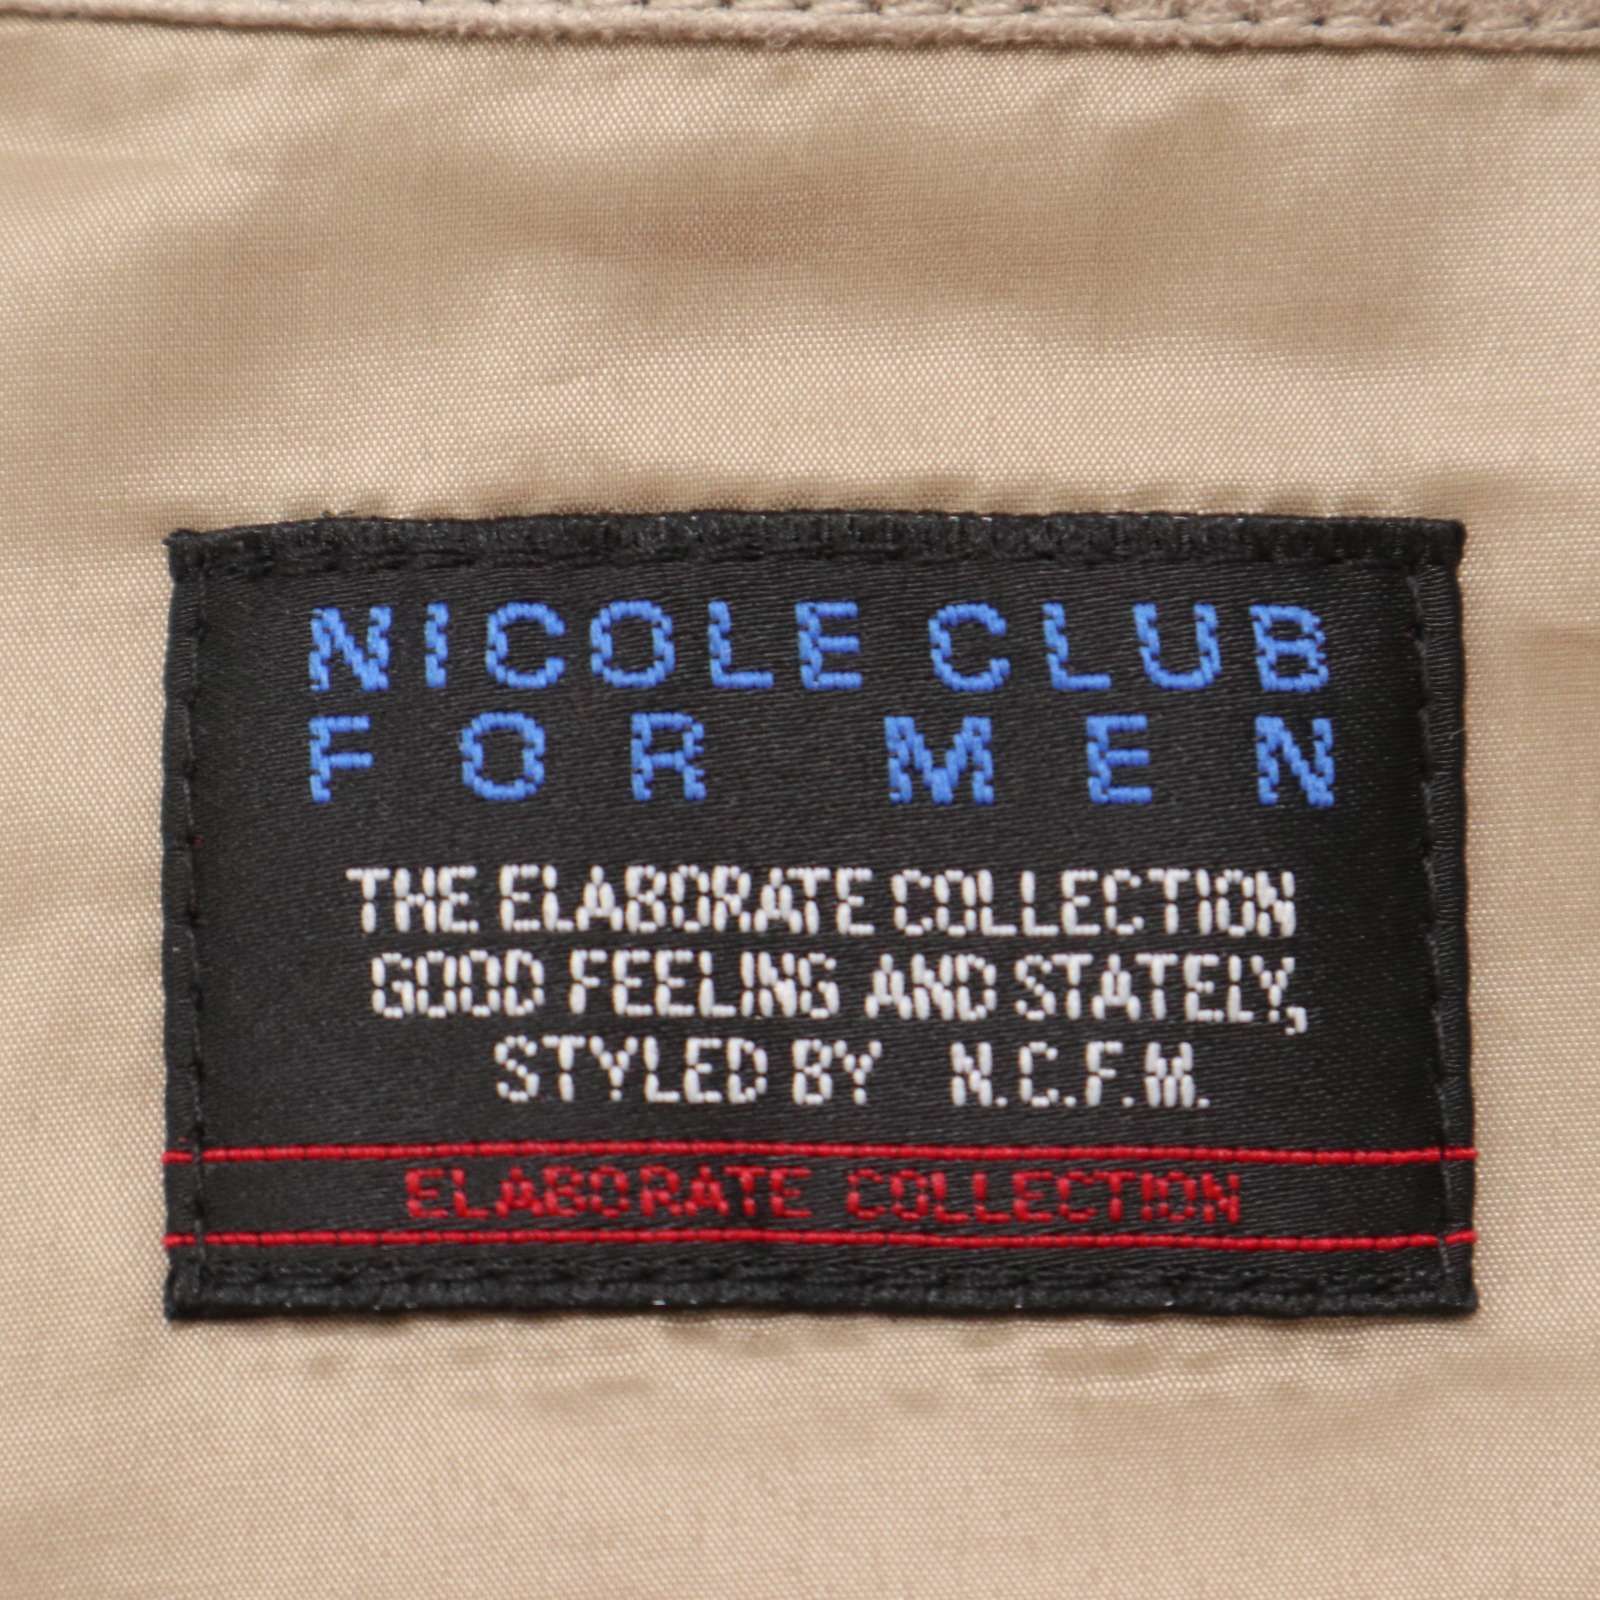 NICOLE CLUB
FOR MEN
THE ELABORATE COLLECTION
GOOD FEELING AND STATELY,
STYLED BY N.C.F.M.
ELABORATE COLLECTION